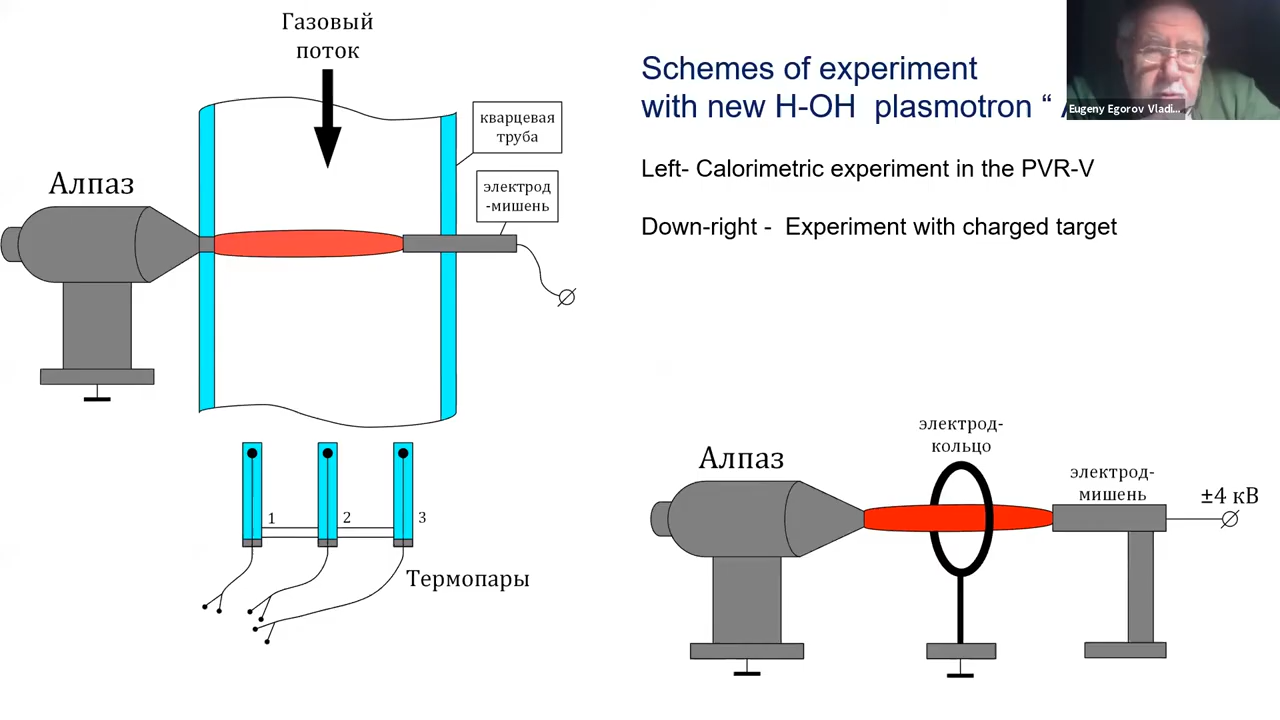 Газовый
поток
Schemes of experiment
with new H-OH plasmotron “
Eugeny Egorov Vladi...
кварцевая
труба
Left- Calorimetric experiment in the PVR-V
Алпаз
электрод
-мишень
Down-right - Experiment with charged target
1
2
3
Термопары
электрод-
кольцо
Алпаз
электрод-
мишень
±4 кВ